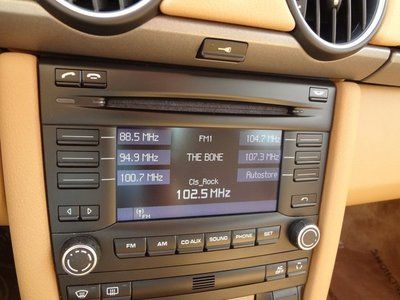 FM1
88.5 MHz
104.7 MHz
94.9 MHz
THE BONE
107.3 MHz
100.7 MHz
Autostore
Cls_Rock
102.5 MHz
FM
FM
AM
CD AUX
SOUND
PHONE
SET